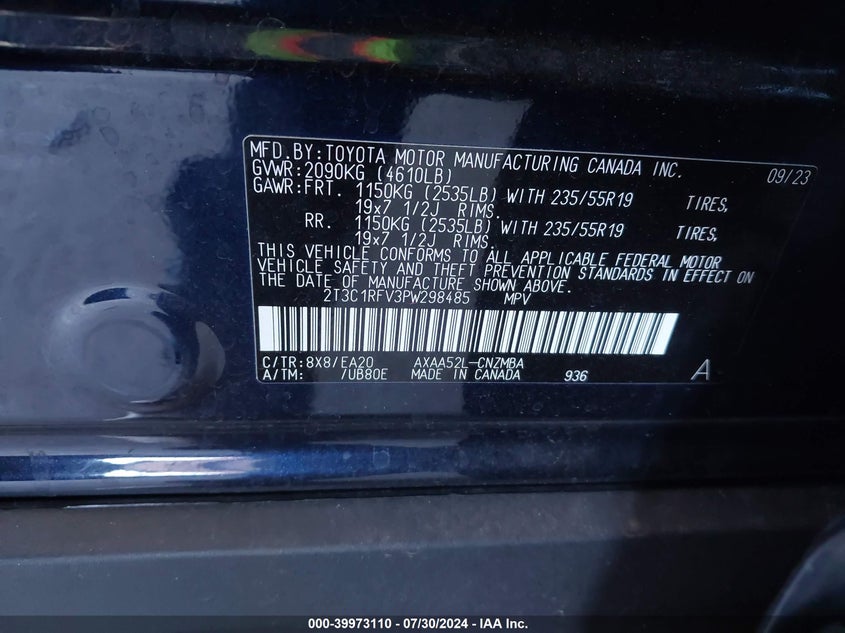 MFD.BY:TOYOTA MOTOR MANUFACTURING CANADA INC. 09/23
GVWR:2090KG (4610LB)
GAWR:FRT. 1150KG (2535LB) WITH 235/55R19 TIRES,
19x7 1/2J RIMS.
RR. 1150KG (2535LB) WITH 235/55R19 TIRES,
19x7 1/2J RIMS.
THIS VEHICLE CONFORMS TO ALL APPLICABLE FEDERAL MOTOR
VEHICLE SAFETY AND THEFT PREVENTION STANDARDS IN EFFECT ON
THE DATE OF MANUFACTURE SHOWN ABOVE.
2T3C1RFV3PW298485 MPV
C/TR:8X8/EA20 AXAA52L-CNZMBA
A/TM: /UB80E MADE IN CANADA 936 A
000-39973110 - 07/30/2024 - IAA Inc.